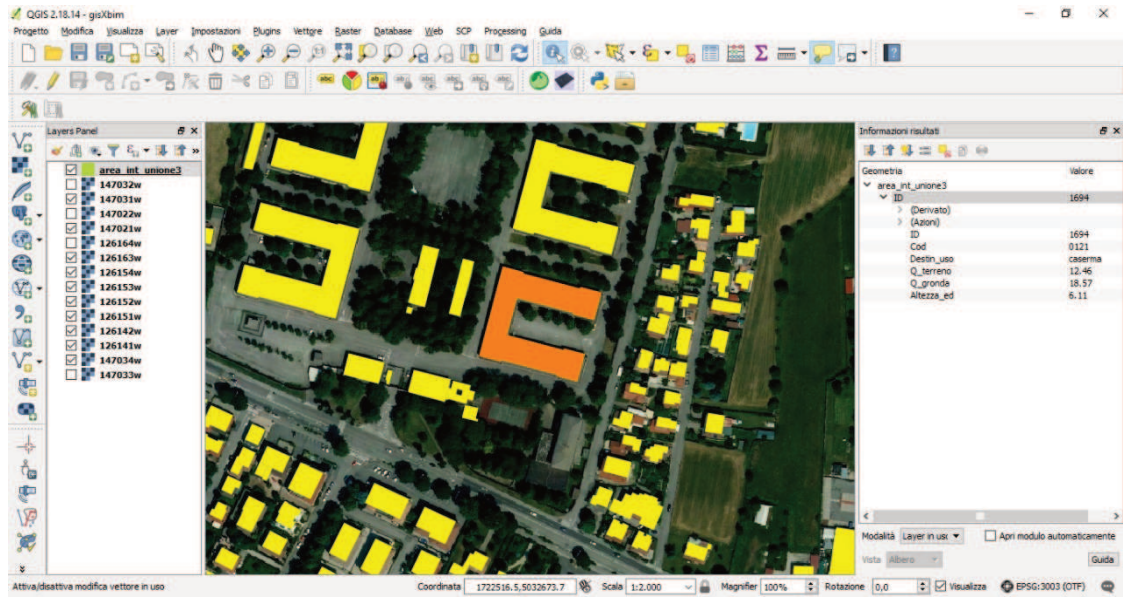 QGIS 2.18.14 - gisXbim
Progetto Modifica Visualizza Layer Impostazioni Plugins Vettore Raster Database Web SCP Processing Guida
Layers Panel
area_int_unione3
147032w
147031w
147022w
147021w
126164w
126163w
126154w
126153w
126152w
126151w
126142w
126141w
147034w
147033w
Informazioni risultati
Geometria Valore
area_int_unione3
ID 1694
(Derivato)
(Azioni)
ID 1694
Cod 0121
Destin_uso caserma
Q_terreno 12.46
Q_gronda 18.57
Altezza_ed 6.11
Modalità Layer in usc Apri modulo automaticamente
Vista Albero Guida
Attiva/disattiva modifica vettore in uso Coordinata 1722516.5,5032673.7 Scala 1:2.000 Magnifier 100% Rotazione 0,0 Visualizza EPSG:3003 (OTF)